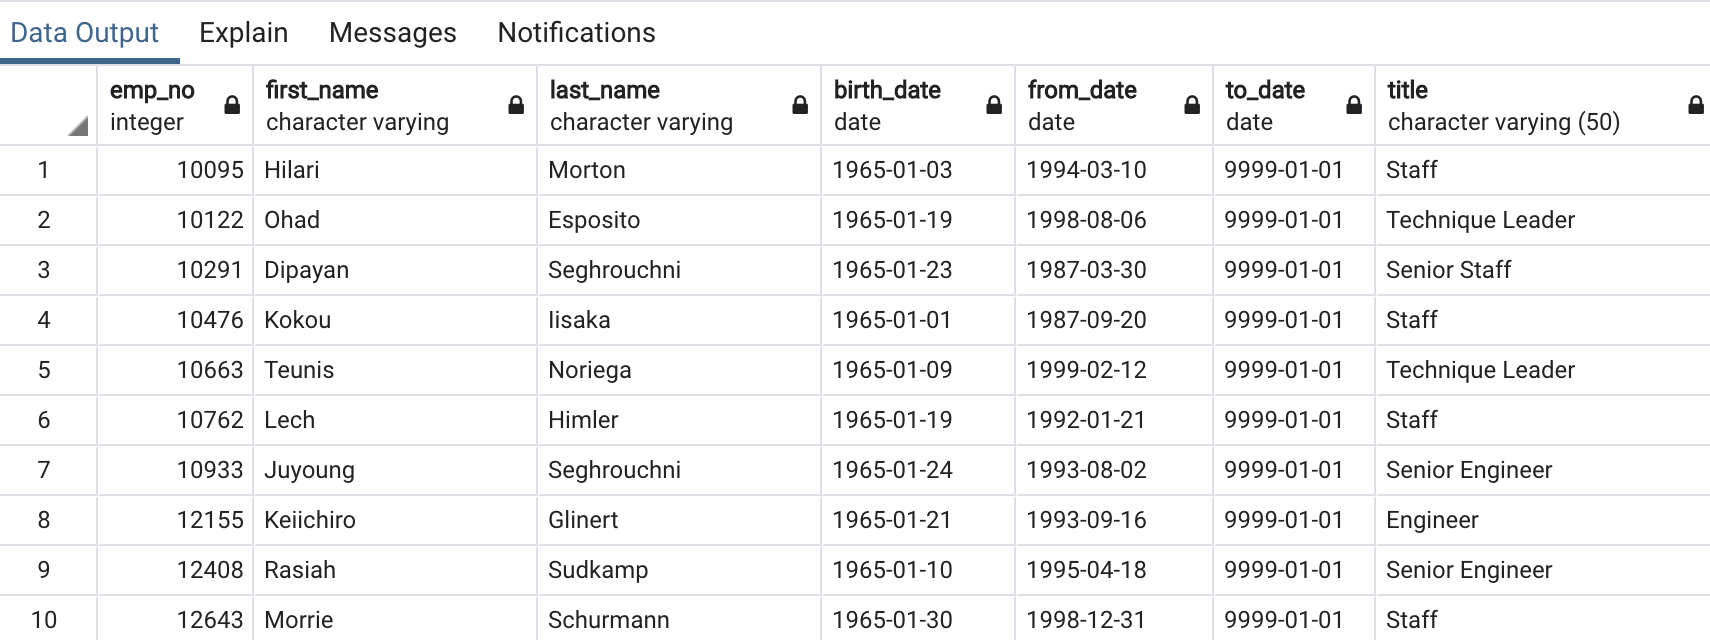 Data Output Explain Messages Notifications
emp_no first_name last_name birth_date from_date to_date title
integer character varying character varying date date date character varying (50)
1 10095 Hilari Morton 1965-01-03 1994-03-10 9999-01-01 Staff
2 10122 Ohad Esposito 1965-01-19 1998-08-06 9999-01-01 Technique Leader
3 10291 Dipayan Seghrouchni 1965-01-23 1987-03-30 9999-01-01 Senior Staff
4 10476 Kokou Iisaka 1965-01-01 1987-09-20 9999-01-01 Staff
5 10663 Teunis Noriega 1965-01-09 1999-02-12 9999-01-01 Technique Leader
6 10762 Lech Himler 1965-01-19 1992-01-21 9999-01-01 Staff
7 10933 Juyoung Seghrouchni 1965-01-24 1993-08-02 9999-01-01 Senior Engineer
8 12155 Keiichiro Glinert 1965-01-21 1993-09-16 9999-01-01 Engineer
9 12408 Rasiah Sudkamp 1965-01-10 1995-04-18 9999-01-01 Senior Engineer
10 12643 Morrie Schurmann 1965-01-30 1998-12-31 9999-01-01 Staff